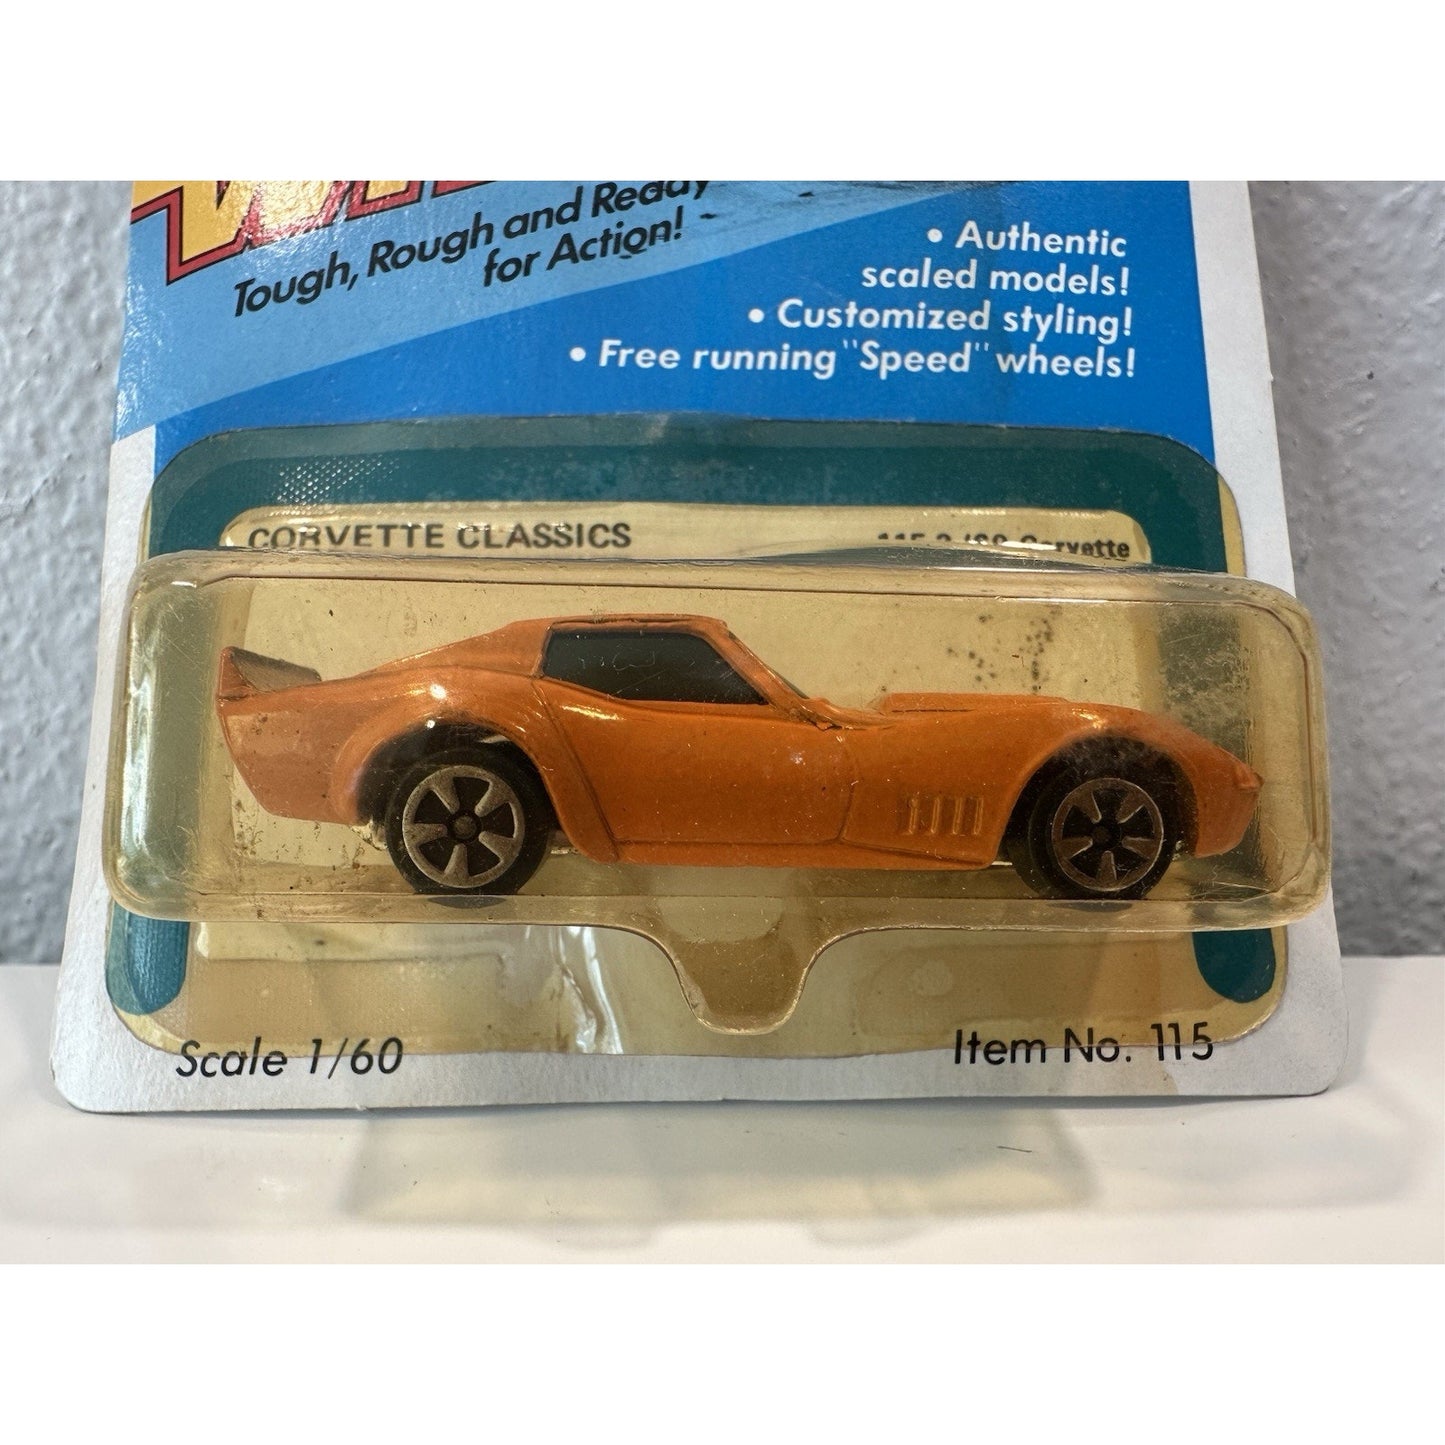 Tough, Rough and Ready
for Action!
• Authentic
scaled models!
• Customized styling!
• Free running "Speed" wheels!
CORVETTE CLASSICS
Corvette
Scale 1/60
Item No. 115